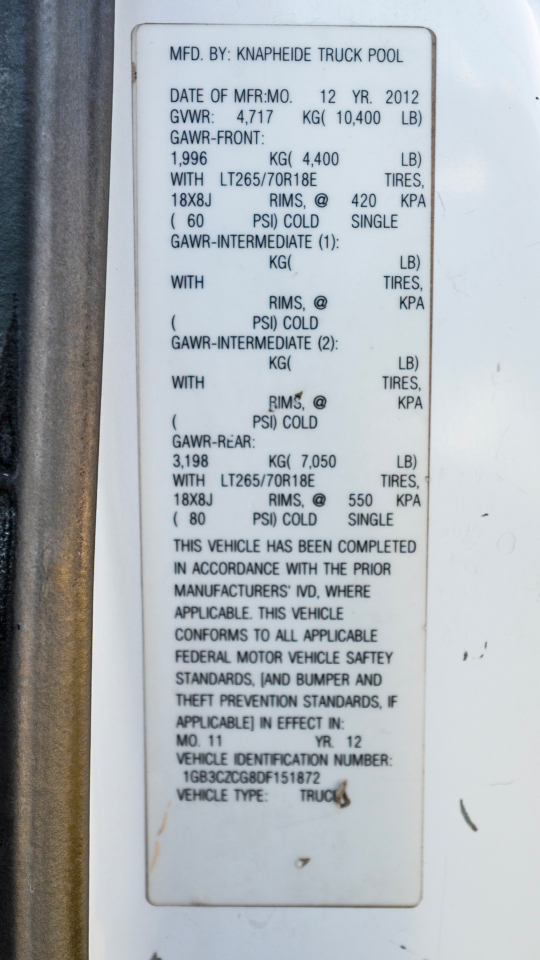 MFD. BY: KNAPHEIDE TRUCK POOL
DATE OF MFR:MO. 12 YR. 2012
GVWR: 4,717 KG( 10,400 LB)
GAWR-FRONT:
1,996 KG( 4,400 LB)
WITH LT265/70R18E TIRES,
18X8J RIMS, @ 420 KPA
( 60 PSI) COLD SINGLE
GAWR-INTERMEDIATE (1):
KG( LB)
WITH TIRES,
RIMS, @ KPA
( PSI) COLD
GAWR-INTERMEDIATE (2):
KG( LB)
WITH TIRES,
RIMS, @ KPA
( PSI) COLD
GAWR-REAR:
3,198 KG( 7,050 LB)
WITH LT265/70R18E TIRES,
18X8J RIMS, @ 550 KPA
( 80 PSI) COLD SINGLE
THIS VEHICLE HAS BEEN COMPLETED
IN ACCORDANCE WITH THE PRIOR
MANUFACTURERS' IVD, WHERE
APPLICABLE. THIS VEHICLE
CONFORMS TO ALL APPLICABLE
FEDERAL MOTOR VEHICLE SAFTEY
STANDARDS, [AND BUMPER AND
THEFT PREVENTION STANDARDS, IF
APPLICABLE] IN EFFECT IN:
MO. 11 YR. 12
VEHICLE IDENTIFICATION NUMBER:
1GB3CZCG8DF151872
VEHICLE TYPE: TRUCK